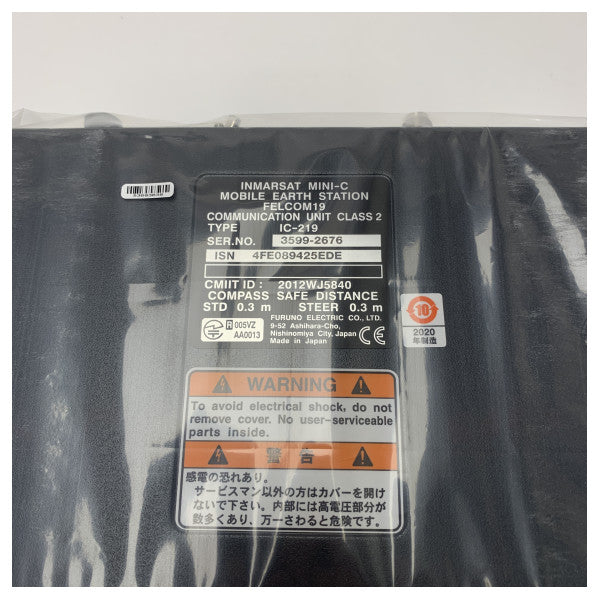 INMARSAT MINI-C
MOBILE EARTH STATION
FELCOM19
COMMUNICATION UNIT CLASS 2
TYPE IC-219
SER.NO. 3599-2676
ISN 4FE089425EDE
CMIIT ID : 2012WJ5840
COMPASS SAFE DISTANCE
STD 0.3 m STEER 0.3 m
FURUNO ELECTRIC CO., LTD.
9-52 Ashihara-Cho,
Nishinomiya City, Japan
Made in Japan
R 005VZ
AA0013
CE
10
2020
年制造
WARNING
To avoid electrical shock, do not
remove cover. No user-serviceable
parts inside.
警告
感電の恐れあり。
サービスマン以外の方はカバーを開け
ないで下さい。内部には高電圧部分が
数多くあり、万一さわると危険です。